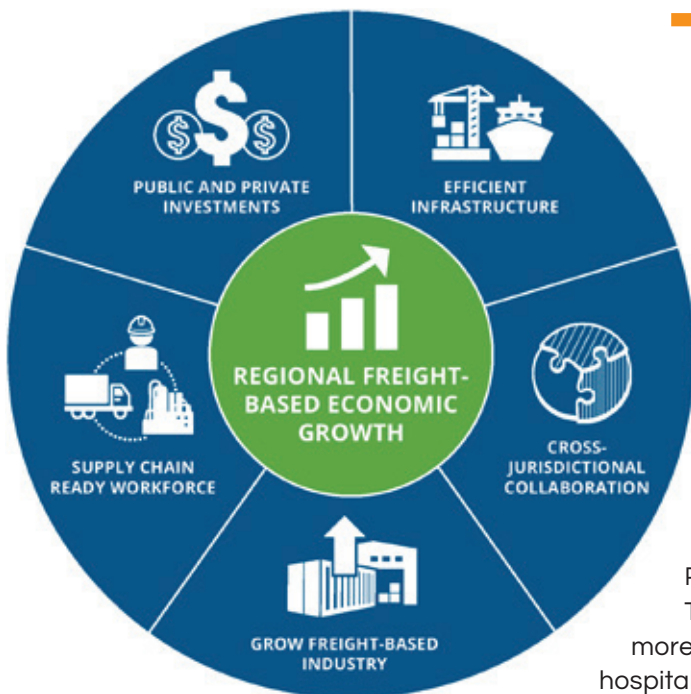 PUBLIC AND PRIVATE
INVESTMENTS
EFFICIENT
INFRASTRUCTURE
REGIONAL FREIGHT-
BASED ECONOMIC
GROWTH
SUPPLY CHAIN
READY WORKFORCE
CROSS-
JURISDICTIONAL
COLLABORATION
GROW FREIGHT-BASED
INDUSTRY
more